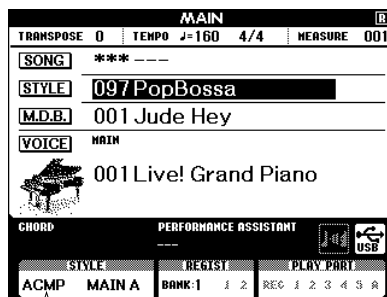 MAIN R
TRANSPOSE 0 TEMPO ♩=160 4/4 MEASURE 001
SONG *** ---
STYLE 097 PopBossa
M.D.B. 001 Jude Hey
VOICE MAIN
001 Live! Grand Piano
CHORD PERFORMANCE ASSISTANT
---
USB
STYLE REGIST PLAY PART
ACMP MAIN A BANK:1 1 2 REC 1 2 3 4 5 A